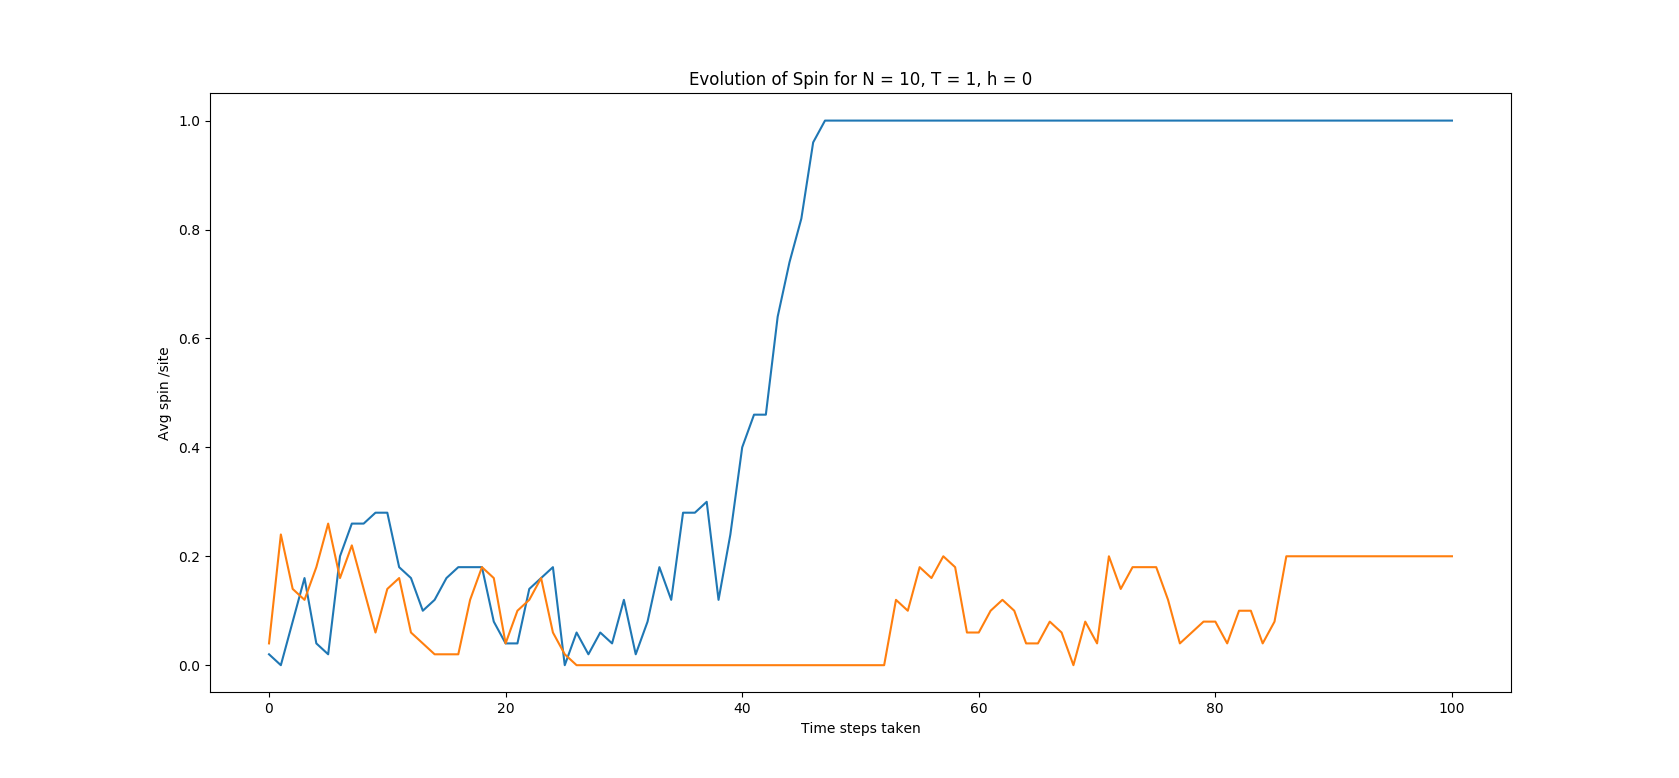 Evolution of Spin for N = 10, T = 1, h = 0
1.0
0.8
0.6
0.4
0.2
0.0
Avg spin /site
0 20 40 60 80 100
Time steps taken